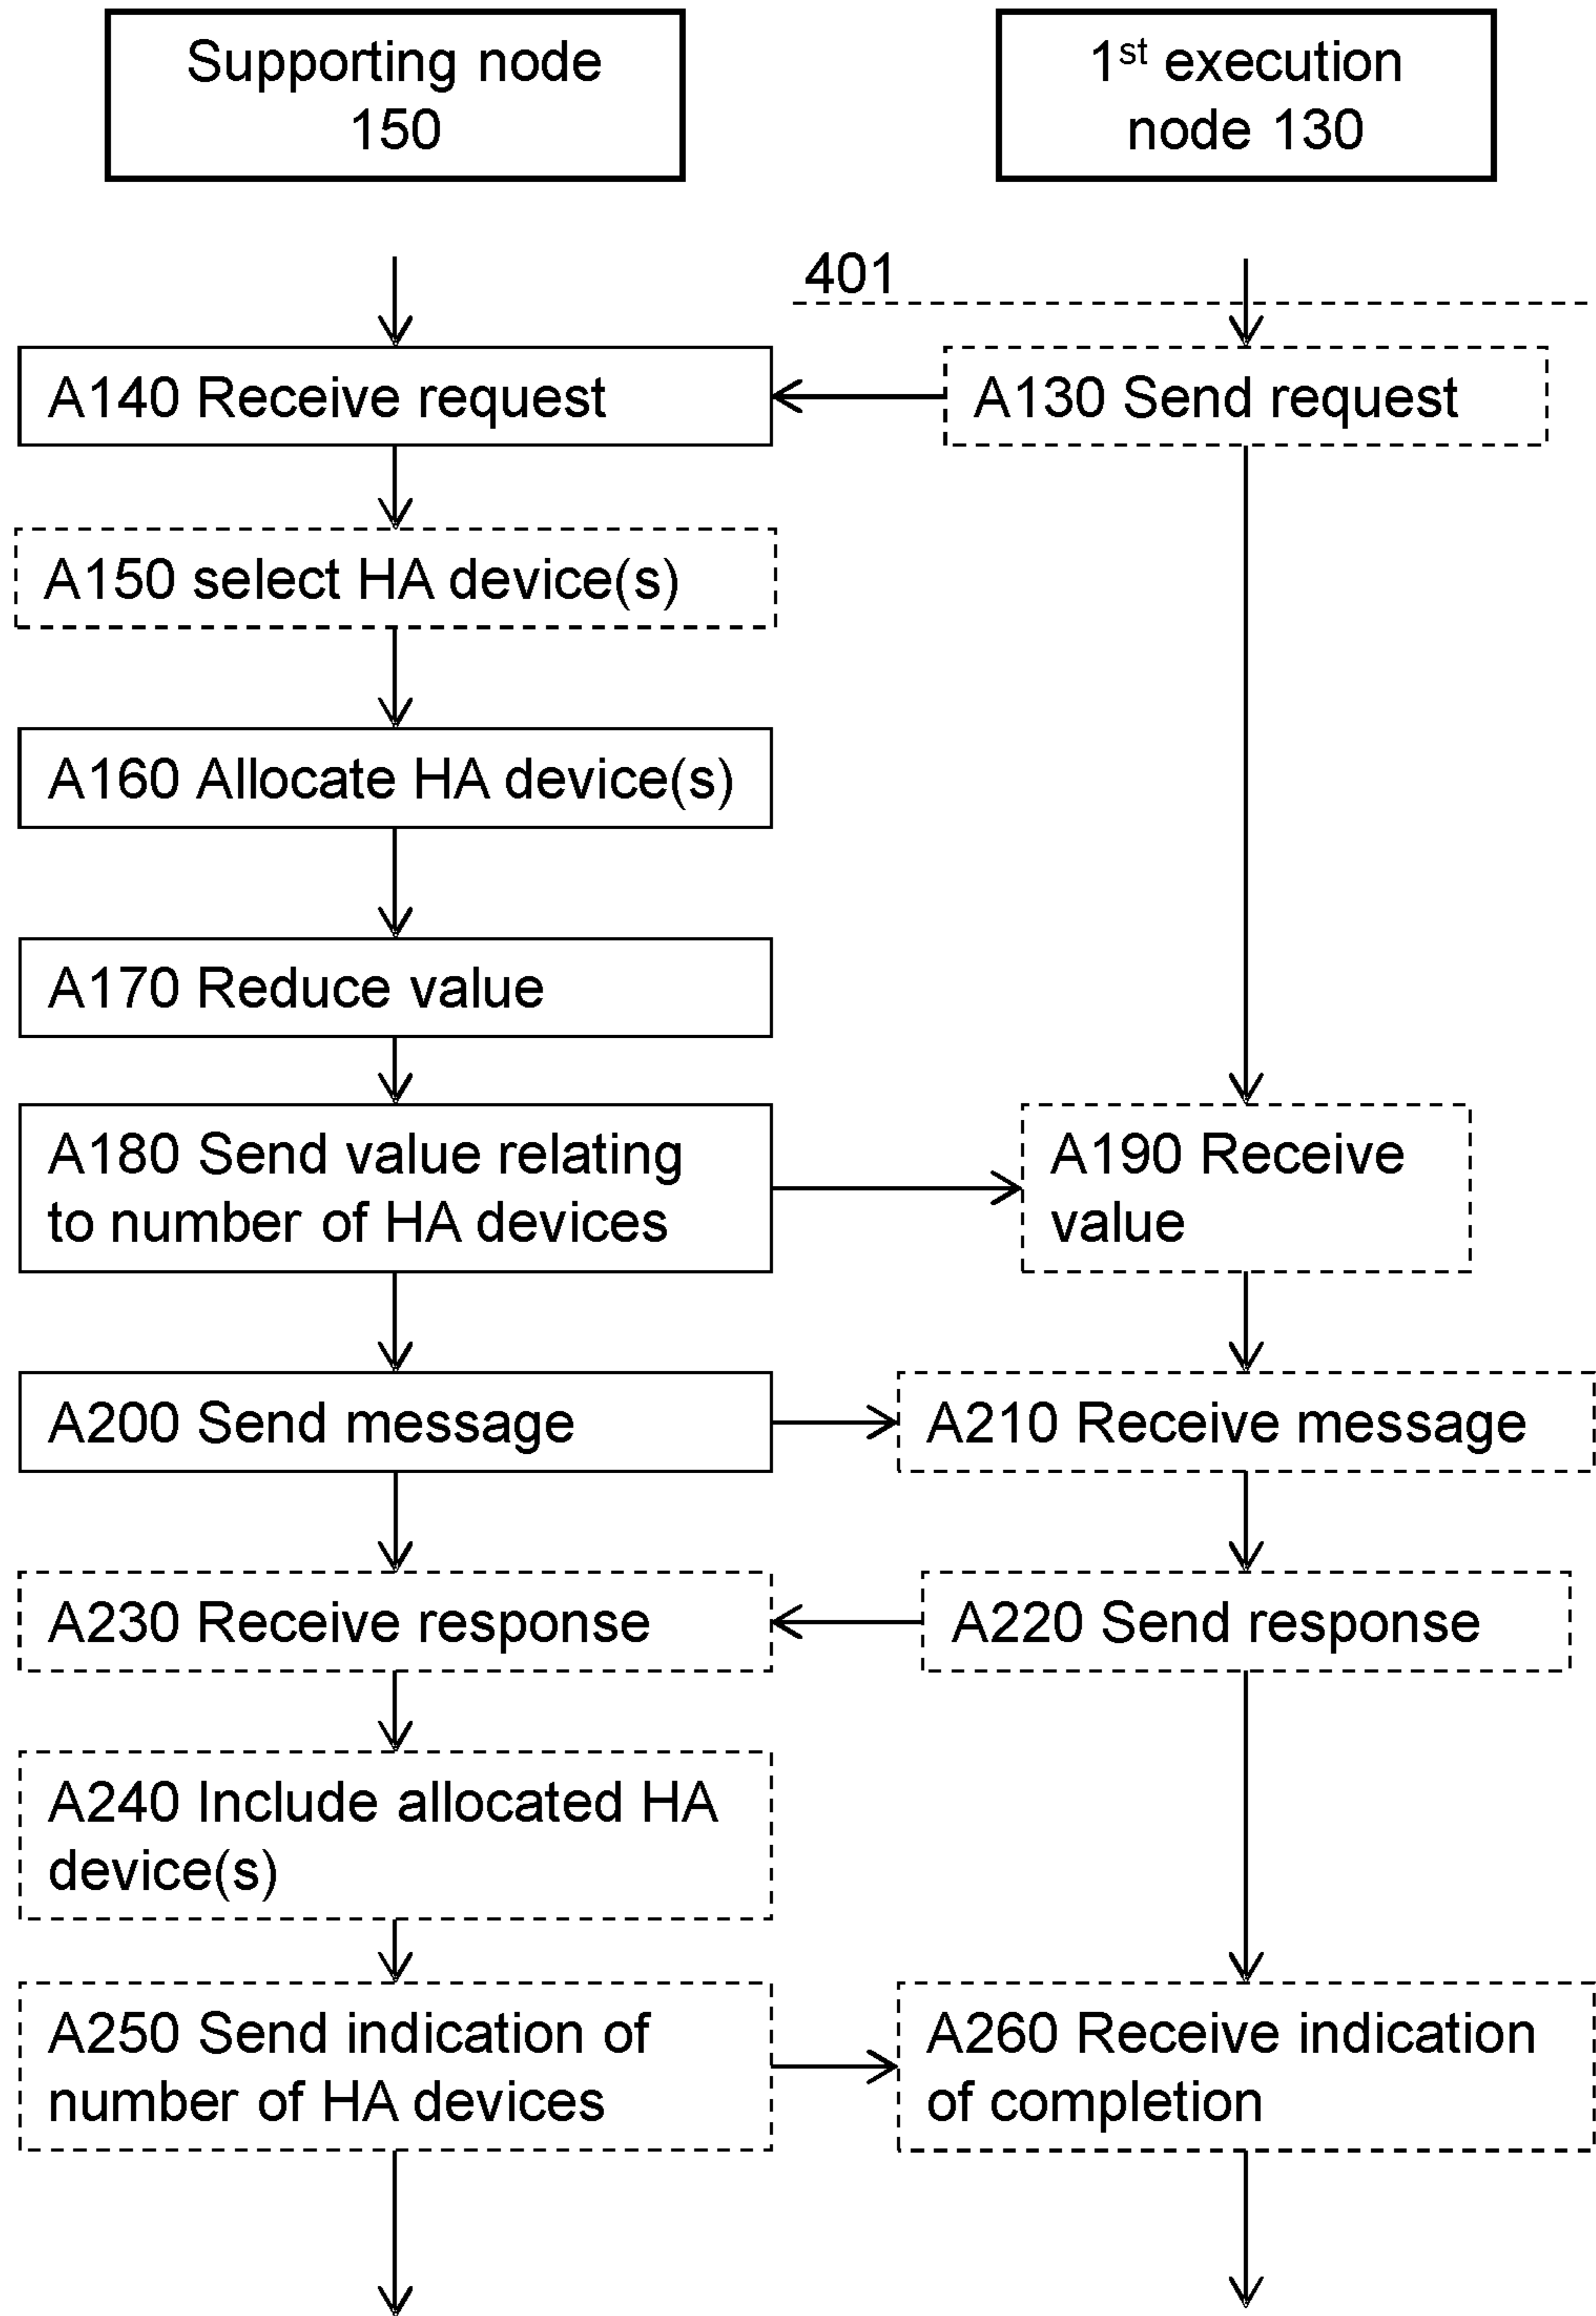 Supporting node
150
1st execution
node 130
401
A140 Receive request
A130 Send request
A150 select HA device(s)
A160 Allocate HA device(s)
A170 Reduce value
A180 Send value relating
to number of HA devices
A190 Receive
value
A200 Send message
A210 Receive message
A230 Receive response
A220 Send response
A240 Include allocated HA
device(s)
A250 Send indication of
number of HA devices
A260 Receive indication
of completion